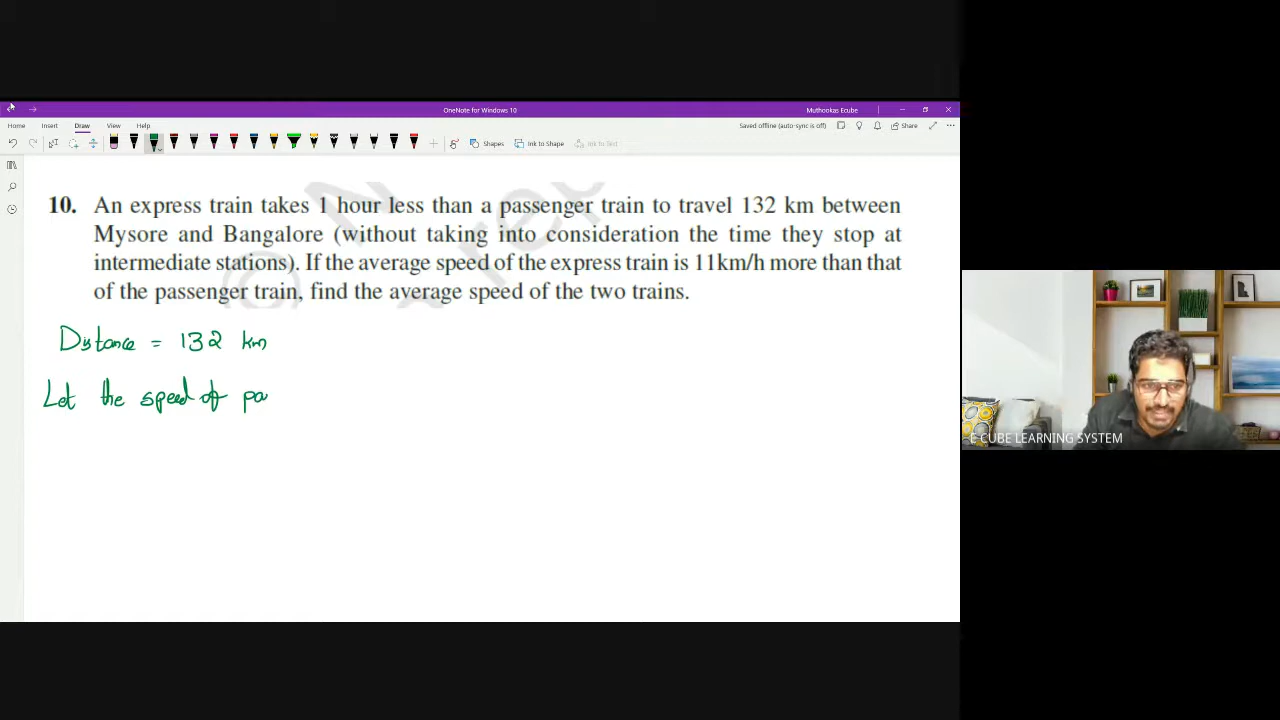 OneNote for Windows 10
Muthookas Ecube
Home Insert Draw View Help
Saved offline (auto-sync is off)
Share
Shapes
Ink to Shape
Ink to Text
10. An express train takes 1 hour less than a passenger train to travel 132 km between
Mysore and Bangalore (without taking into consideration the time they stop at
intermediate stations). If the average speed of the express train is 11km/h more than that
of the passenger train, find the average speed of the two trains.
Distance = 132 km
Let the speed of pa
E CUBE LEARNING SYSTEM